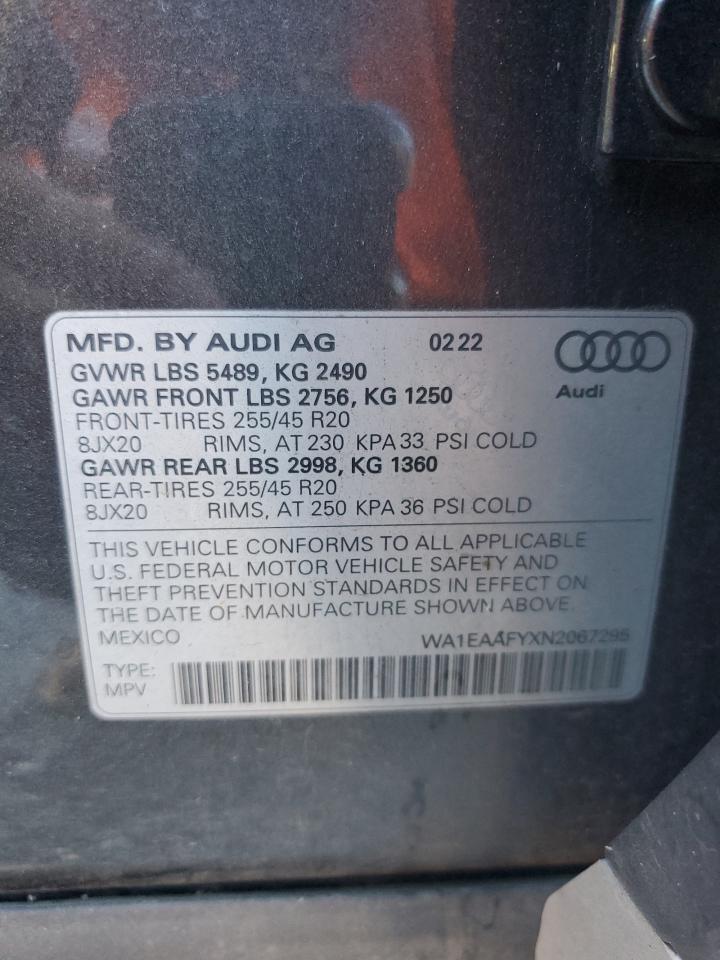 MFD. BY AUDI AG 0222
GVWR LBS 5489, KG 2490
GAWR FRONT LBS 2756, KG 1250
Audi
FRONT-TIRES 255/45 R20
8JX20 RIMS, AT 230 KPA 33 PSI COLD
GAWR REAR LBS 2998, KG 1360
REAR-TIRES 255/45 R20
8JX20 RIMS, AT 250 KPA 36 PSI COLD
THIS VEHICLE CONFORMS TO ALL APPLICABLE
U.S. FEDERAL MOTOR VEHICLE SAFETY AND
THEFT PREVENTION STANDARDS IN EFFECT ON
THE DATE OF MANUFACTURE SHOWN ABOVE.
MEXICO WA1EAAFYXN2067295
TYPE:
MPV